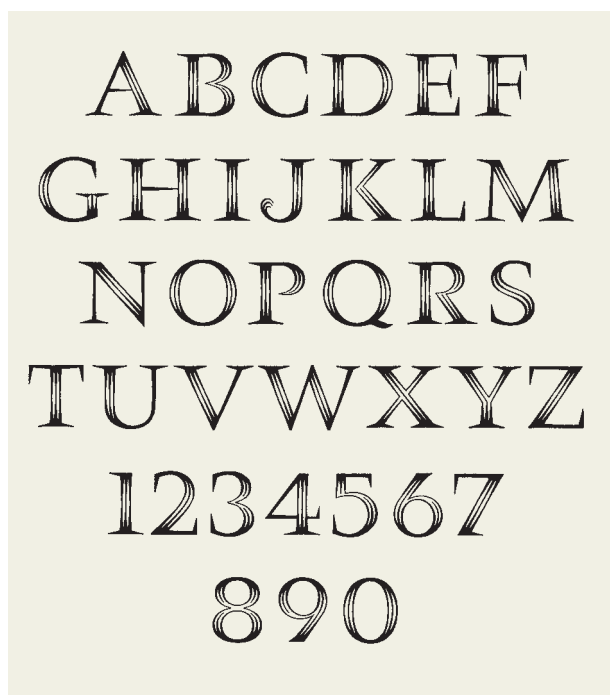 ABCDEF
GHIJKLM
NOPQRS
TUVWXYZ
1234567
890